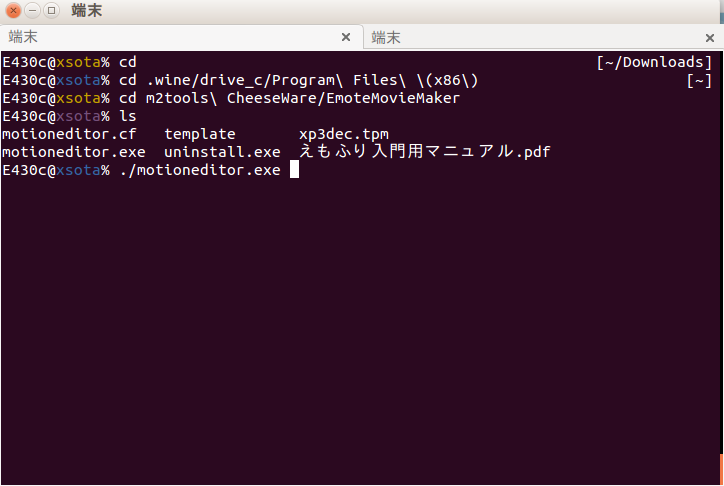 端末
端末
端末
E430c@xsota% cd [~/Downloads]
E430c@xsota% cd .wine/drive_c/Program\ Files\ \(x86\) [~]
E430c@xsota% cd m2tools\ CheeseWare/EmoteMovieMaker
E430c@xsota% ls
motioneditor.cf template xp3dec.tpm
motioneditor.exe uninstall.exe えもふり入門用マニュアル.pdf
E430c@xsota% ./motioneditor.exe